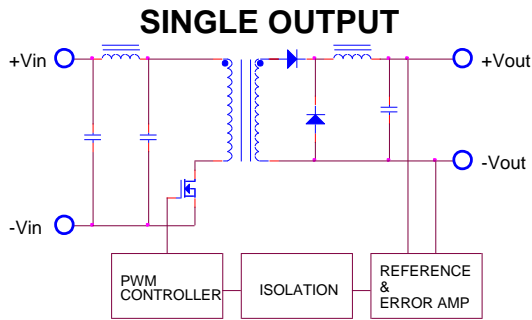 SINGLE OUTPUT
+Vin
+Vout
-Vout
-Vin
PWM
CONTROLLER
ISOLATION
REFERENCE
&
ERROR AMP